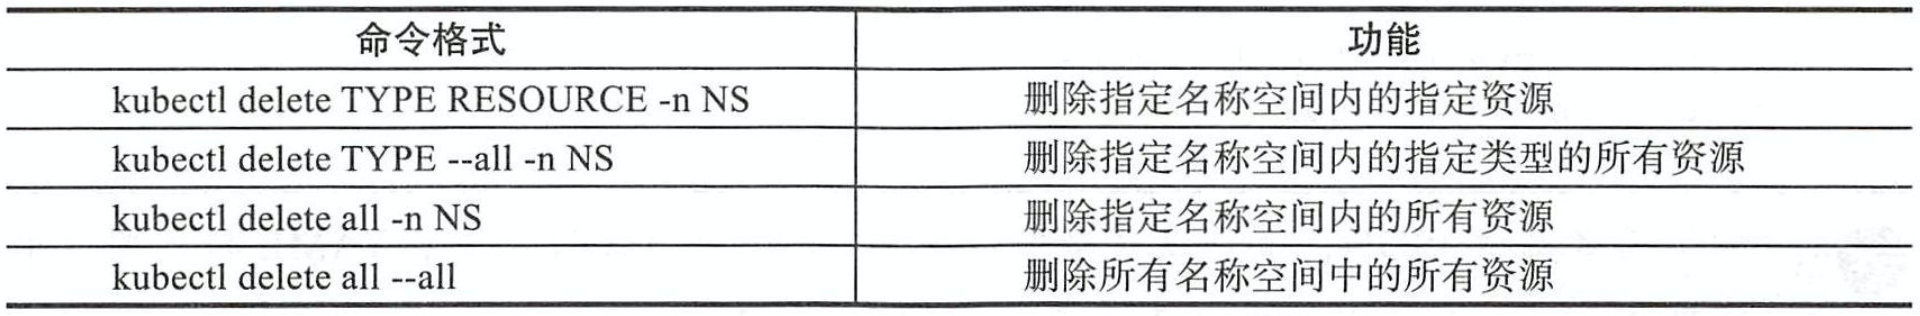 命令格式 功能
kubectl delete TYPE RESOURCE -n NS 删除指定名称空间内的指定资源
kubectl delete TYPE --all -n NS 删除指定名称空间内的指定类型的所有资源
kubectl delete all -n NS 删除指定名称空间内的所有资源
kubectl delete all --all 删除所有名称空间中的所有资源